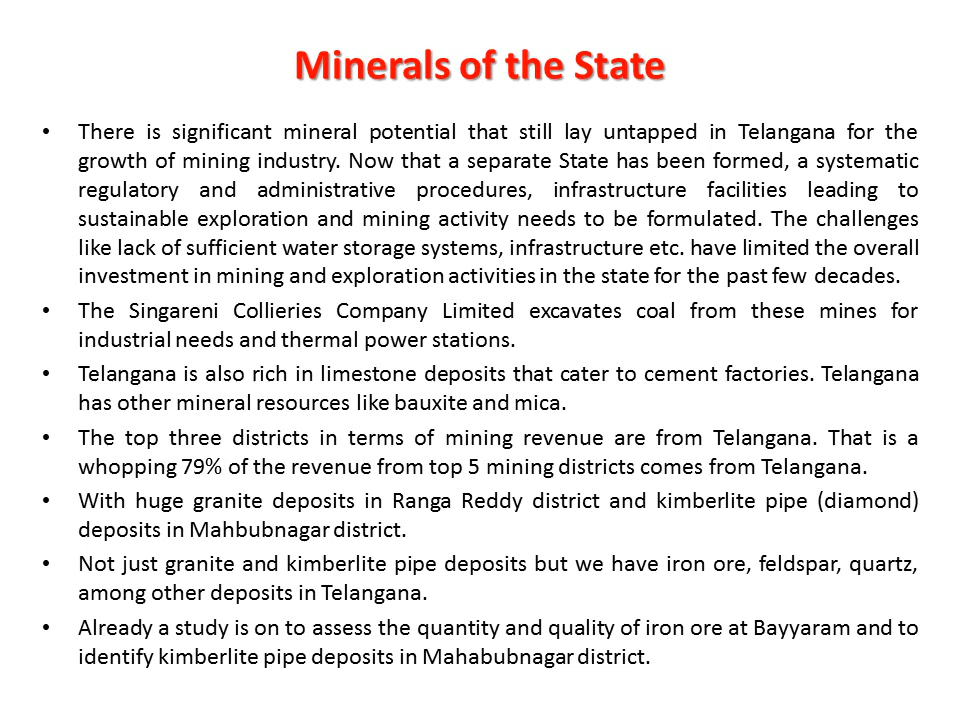 Minerals of the State
• There is significant mineral potential that still lay untapped in Telangana for the
growth of mining industry. Now that a separate State has been formed, a systematic
regulatory and administrative procedures, infrastructure facilities leading to
sustainable exploration and mining activity needs to be formulated. The challenges
like lack of sufficient water storage systems, infrastructure etc. have limited the overall
investment in mining and exploration activities in the state for the past few decades.
• The Singareni Collieries Company Limited excavates coal from these mines for
industrial needs and thermal power stations.
• Telangana is also rich in limestone deposits that cater to cement factories. Telangana
has other mineral resources like bauxite and mica.
• The top three districts in terms of mining revenue are from Telangana. That is a
whopping 79% of the revenue from top 5 mining districts comes from Telangana.
• With huge granite deposits in Ranga Reddy district and kimberlite pipe (diamond)
deposits in Mahbubnagar district.
• Not just granite and kimberlite pipe deposits but we have iron ore, feldspar, quartz,
among other deposits in Telangana.
• Already a study is on to assess the quantity and quality of iron ore at Bayyaram and to
identify kimberlite pipe deposits in Mahabubnagar district.